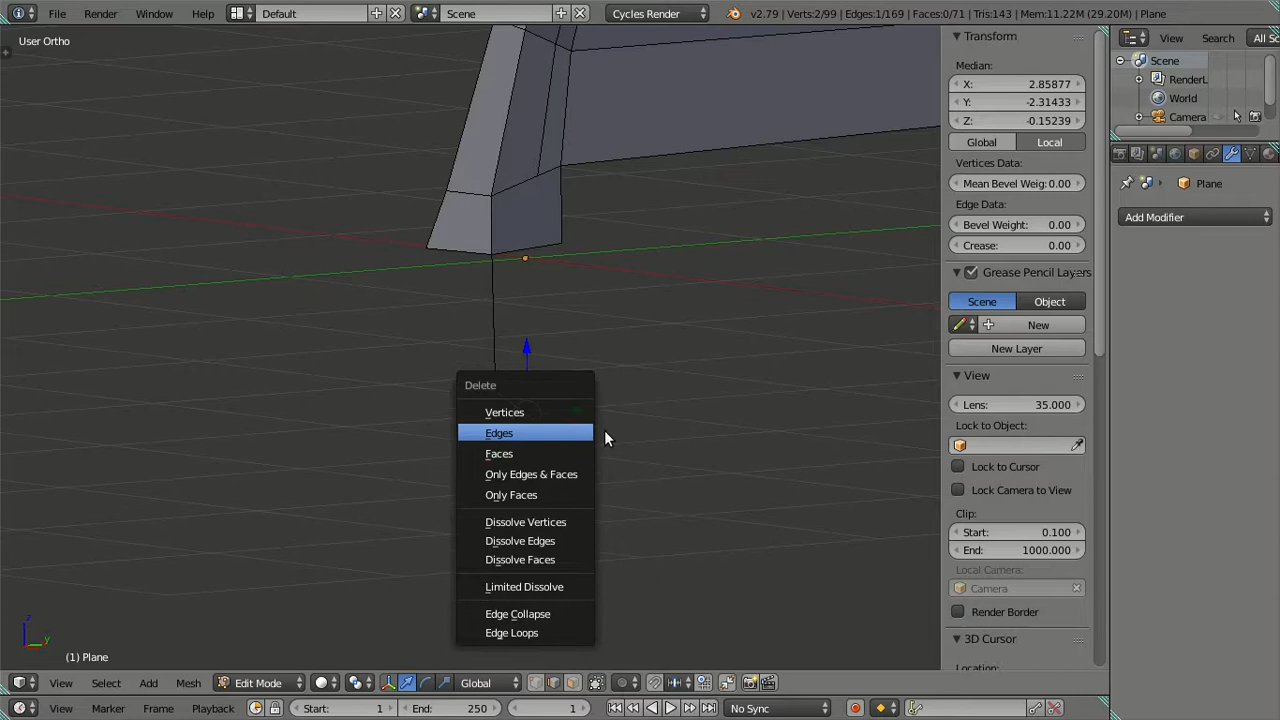 File Render Window Help Default Scene Cycles Render v2.79 | Verts:2/99 | Edges:1/169 | Faces:0/71 | Tris:143 | Mem:11.22M (29.20M) | Plane
User Ortho
Transform
Median:
X: 2.85877
Y: -2.31433
Z: -0.15239
Global Local
Vertices Data:
Mean Bevel Weig: 0.00
Edge Data:
Bevel Weight: 0.00
Crease: 0.00
Grease Pencil Layers
Scene Object
New
New Layer
View
Lens: 35.000
Lock to Object:
Lock to Cursor
Lock Camera to View
Clip:
Start: 0.100
End: 1000.000
Local Camera:
Camera
Render Border
3D Cursor
Location:
View Search All Sc
Scene
RenderL
World
Camera
Plane
Add Modifier
Delete
Vertices
Edges
Faces
Only Edges & Faces
Only Faces
Dissolve Vertices
Dissolve Edges
Dissolve Faces
Limited Dissolve
Edge Collapse
Edge Loops
z
y
(1) Plane
View Select Add Mesh Edit Mode Global
View Marker Frame Playback Start: 1 End: 250 1 No Sync